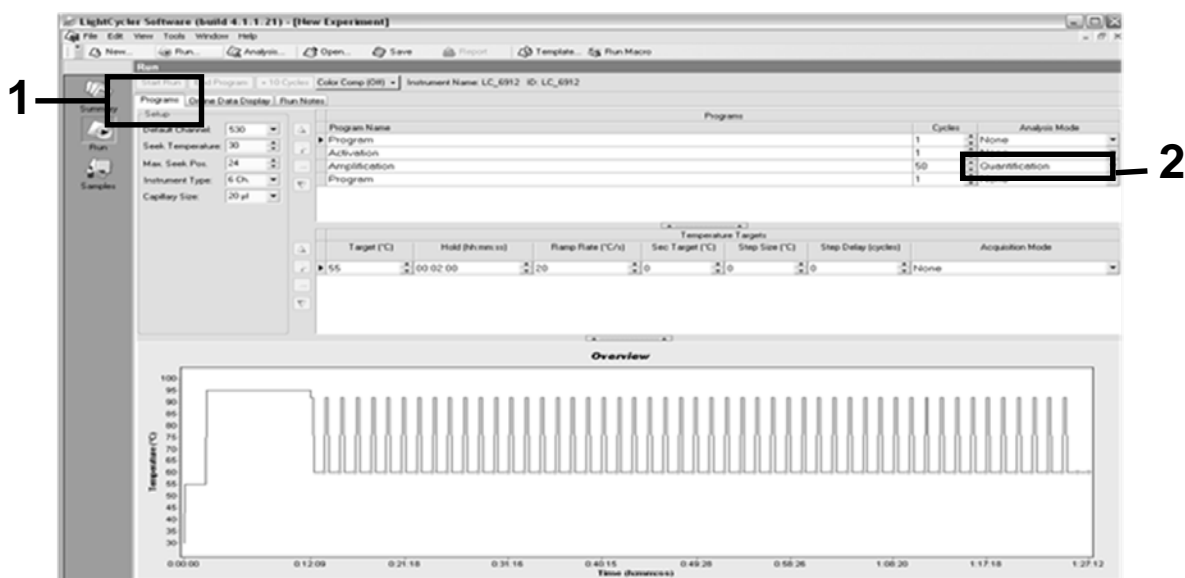 LightCycler Software (build 4.1.1.21) - [New Experiment]
File Edit View Tools Window Help
New... Run... Analysis... Open... Save Report Template... Run Macro
Run
Start Run End Program + 10 Cycles Color Comp (Off) Instrument Name: LC_6912 ID: LC_6912
1
Programs Online Data Display Run Notes
Summary
Run
Samples
Setup
Default Channel: 530
Seek Temperature: 30
Max. Seek Pos. 24
Instrument Type: 6 Ch.
Capillary Size: 20 µl
Programs
Program Name Cycles Analysis Mode
Program 1 None
Activation 1 None
Amplification 50 Quantification
Program 1 None
2
Temperature Targets
Target (°C) Hold (hh:mm:ss) Ramp Rate (°C/s) Sec Target (°C) Step Size (°C) Step Delay (cycles) Acquisition Mode
55 00:02:00 20 0 0 0 None
Overview
Temperature (°C)
100
95
90
85
80
75
70
65
60
55
50
45
40
35
30
0:00:00 0:12:09 0:21:18 0:31:16 0:40:15 0:49:28 0:58:26 1:08:20 1:17:18 1:27:12
Time (h:mm:ss)